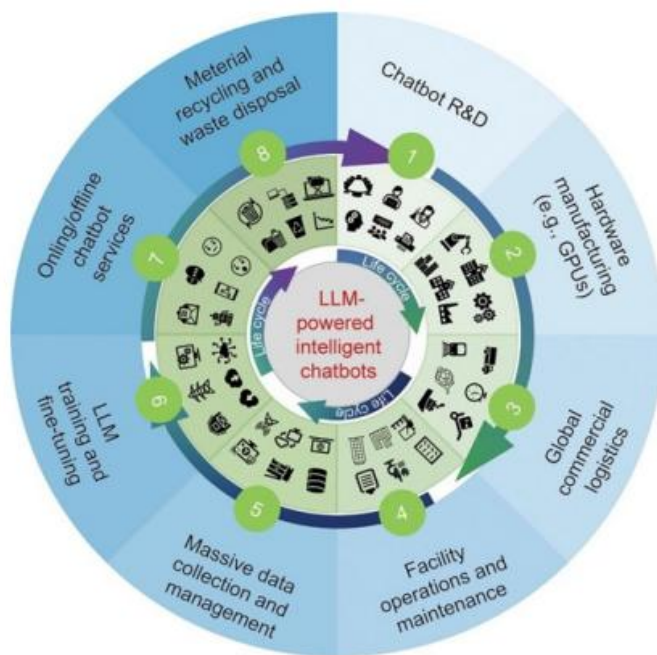 LLM-
powered
intelligent
chatbots
Life cycle
Life cycle
Life cycle
1
Chatbot R&D
2
Hardware
manufacturing
(e.g., GPUs)
3
Global
commercial
logistics
4
Facility
operations and
maintenance
5
Massive data
collection and
management
6
LLM
training and
fine-tuning
7
Onling/offline
chatbot
services
8
Meterial
recycling and
waste disposal